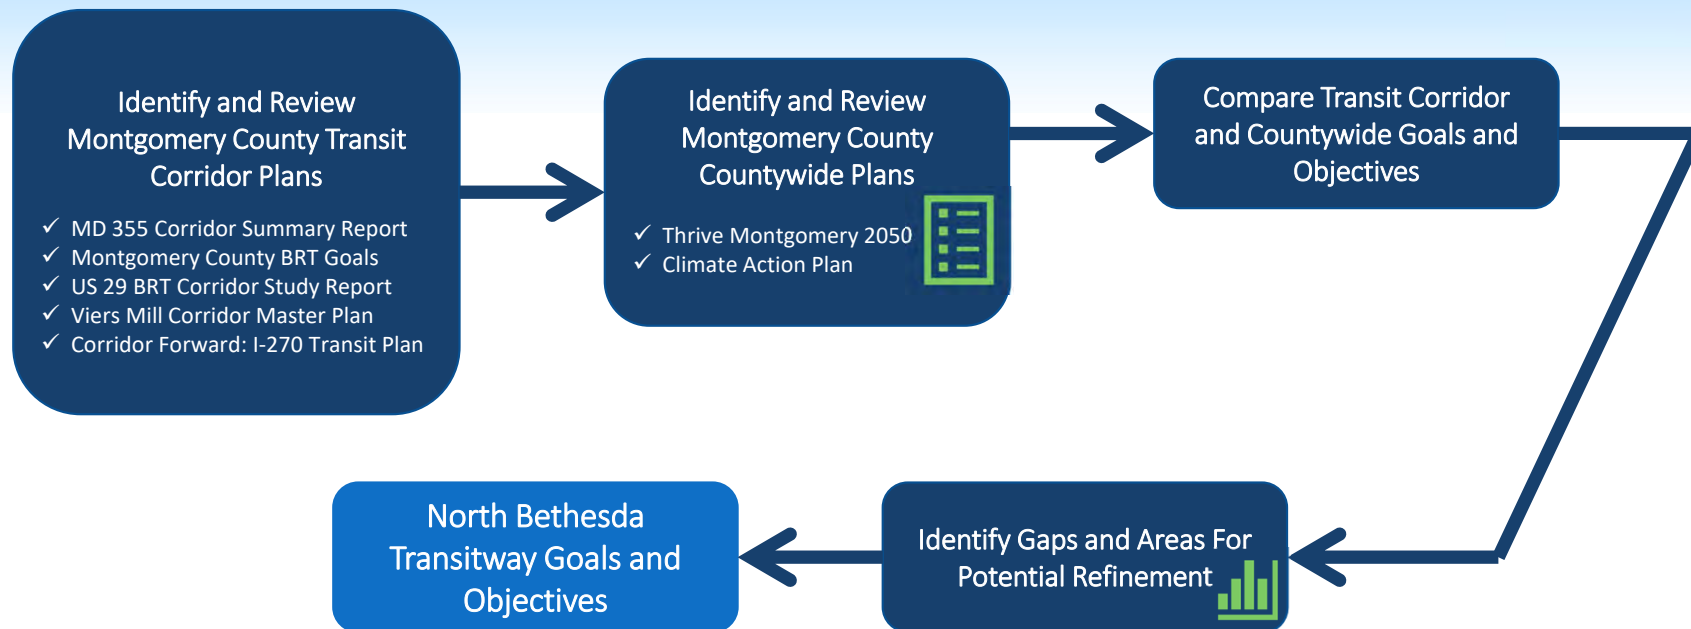 Identify and Review
Montgomery County Transit
Corridor Plans
✓ MD 355 Corridor Summary Report
✓ Montgomery County BRT Goals
✓ US 29 BRT Corridor Study Report
✓ Viers Mill Corridor Master Plan
✓ Corridor Forward: I-270 Transit Plan
Identify and Review
Montgomery County
Countywide Plans
✓ Thrive Montgomery 2050
✓ Climate Action Plan
Compare Transit Corridor
and Countywide Goals and
Objectives
Identify Gaps and Areas For
Potential Refinement
North Bethesda
Transitway Goals and
Objectives